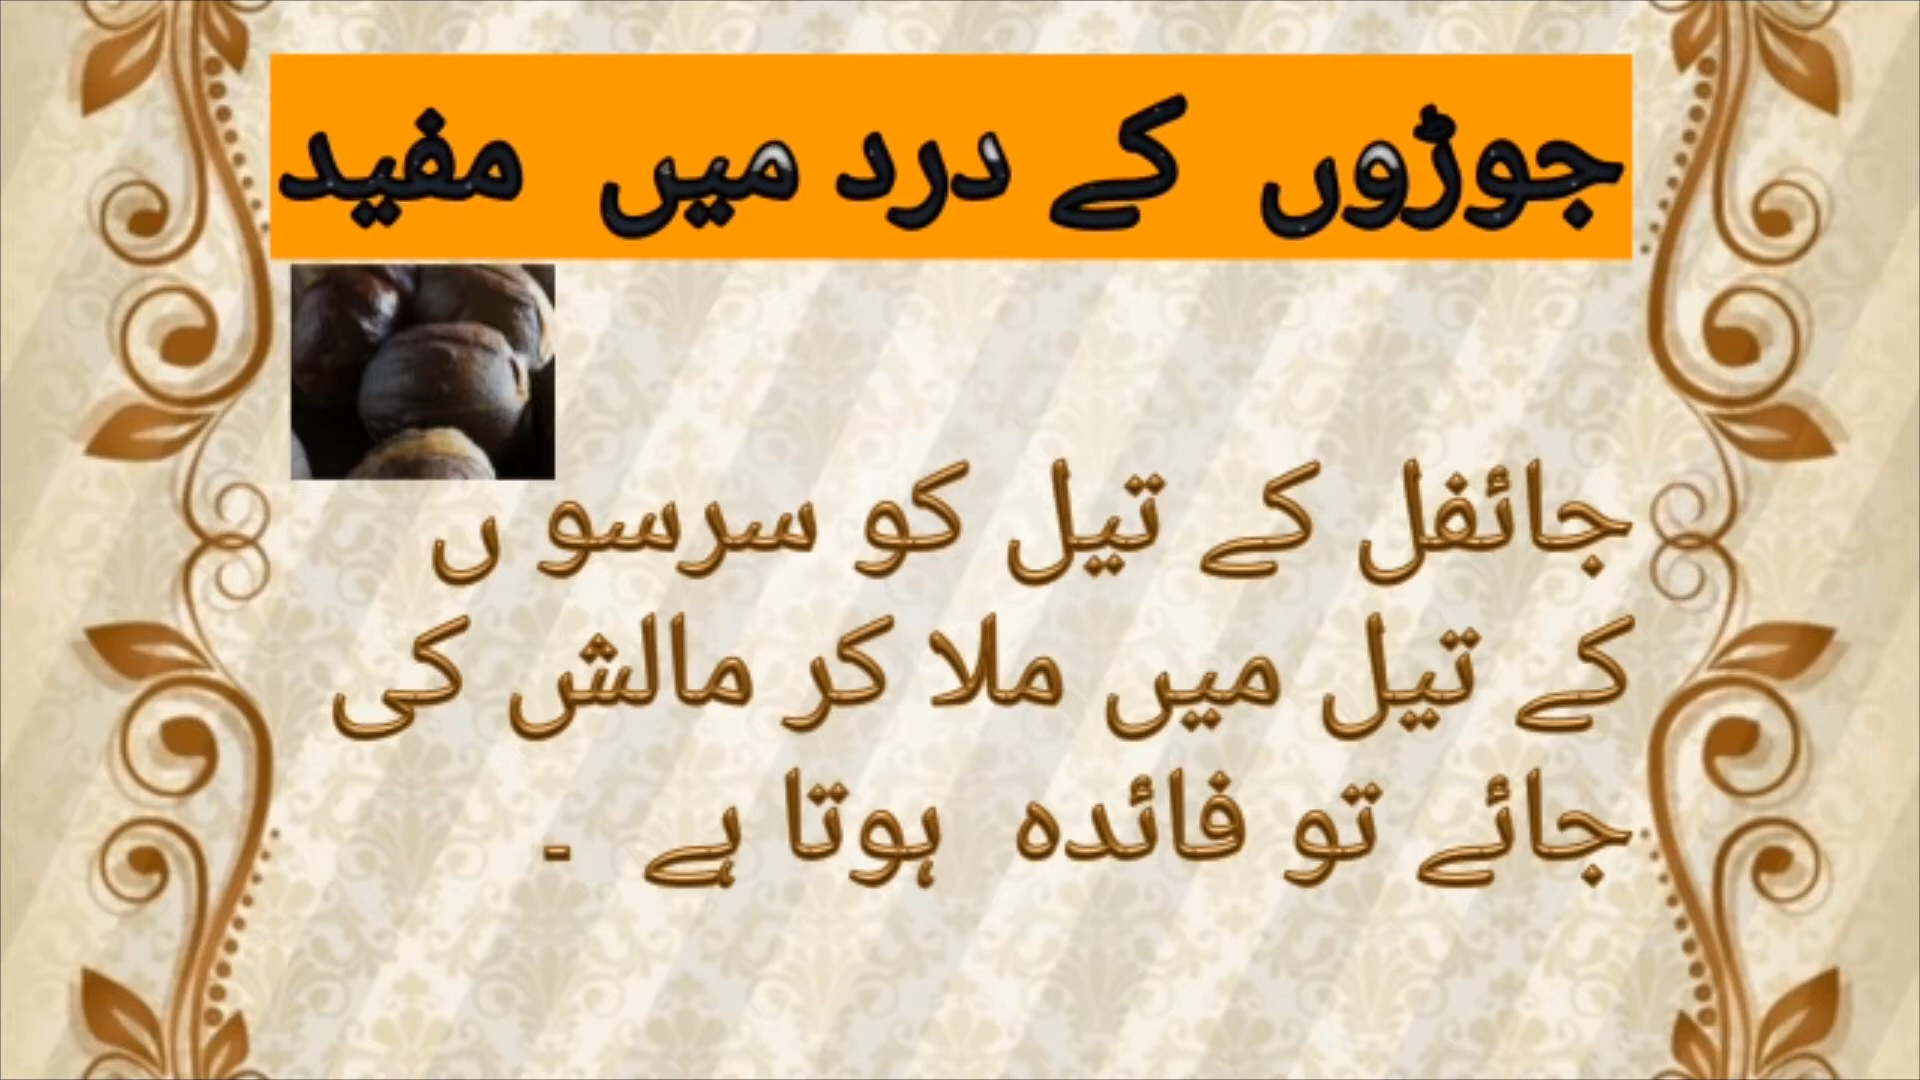 جوڑوں کے درد میں مفید
جائفل کے تیل کو سرسو ں
کے تیل میں ملا کر مالش کی
جائے تو فائدہ ہوتا ہے ۔